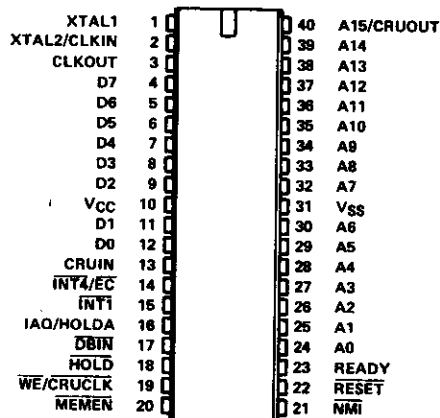 XTAL1 1 40 A15/CRUOUT
XTAL2/CLKIN 2 39 A14
CLKOUT 3 38 A13
D7 4 37 A12
D6 5 36 A11
D5 6 35 A10
D4 7 34 A9
D3 8 33 A8
D2 9 32 A7
VCC 10 31 VSS
D1 11 30 A6
D0 12 29 A5
CRUIN 13 28 A4
INT4/EC 14 27 A3
INT1 15 26 A2
IAQ/HOLDA 16 25 A1
DBIN 17 24 A0
HOLD 18 23 READY
WE/CRUCLK 19 22 RESET
MEMEN 20 21 NMI